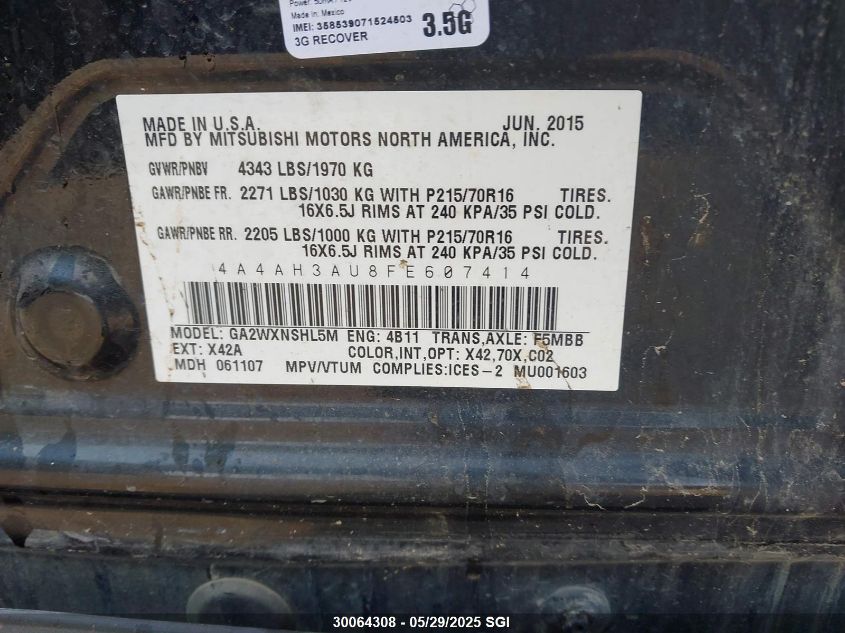 Made in: Mexico
IMEI: 358539071524503
3G RECOVER 3.5G
MADE IN U.S.A. JUN. 2015
MFD BY MITSUBISHI MOTORS NORTH AMERICA, INC.
GVWR/PNBV 4343 LBS/1970 KG
GAWR/PNBE FR. 2271 LBS/1030 KG WITH P215/70R16 TIRES.
16X6.5J RIMS AT 240 KPA/35 PSI COLD.
GAWR/PNBE RR. 2205 LBS/1000 KG WITH P215/70R16 TIRES.
16X6.5J RIMS AT 240 KPA/35 PSI COLD.
4A4AH3AU8FE607414
MODEL: GA2WXNSHL5M ENG: 4B11 TRANS,AXLE: F5MBB
EXT: X42A COLOR,INT,OPT: X42,70X,C02
MDH 061107 MPV/VTUM COMPLIES:ICES-2 MU001603
30064308 - 05/29/2025 SGI